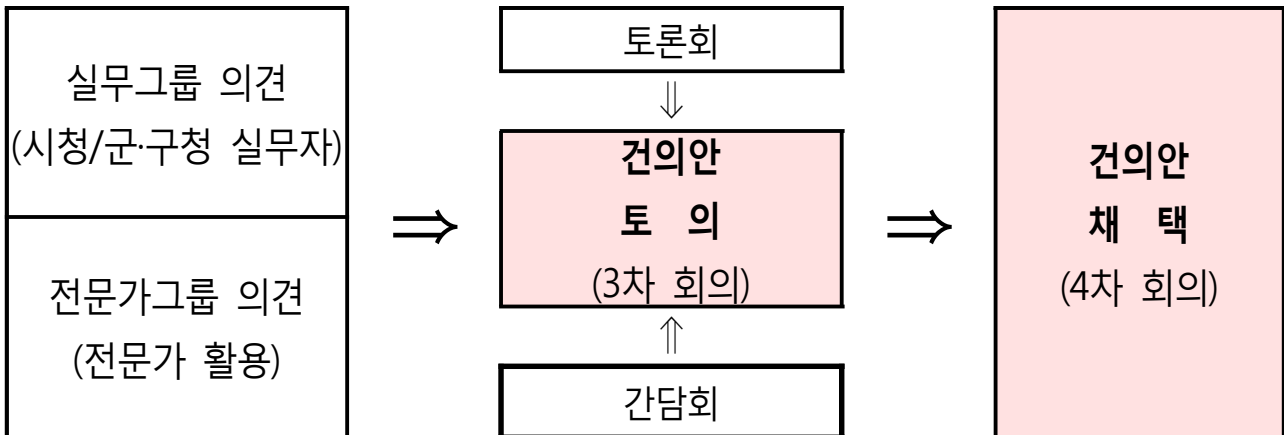 실무그룹 의견
(시청/군·구청 실무자)
전문가그룹 의견
(전문가 활용)
⇒
토론회
⇓
건의안
토 의
(3차 회의)
⇑
간담회
⇒
건의안
채 택
(4차 회의)